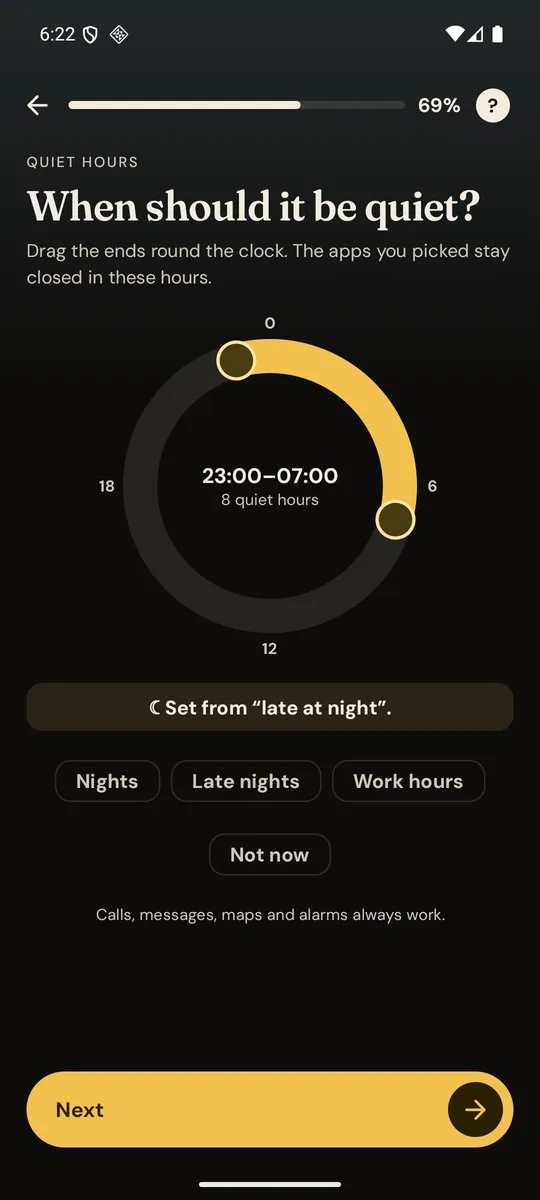 6:22
69%
?
QUIET HOURS
When should it be quiet?
Drag the ends round the clock. The apps you picked stay
closed in these hours.
0
18
23:00–07:00
6
8 quiet hours
12
☾ Set from “late at night”.
Nights
Late nights
Work hours
Not now
Calls, messages, maps and alarms always work.
Next